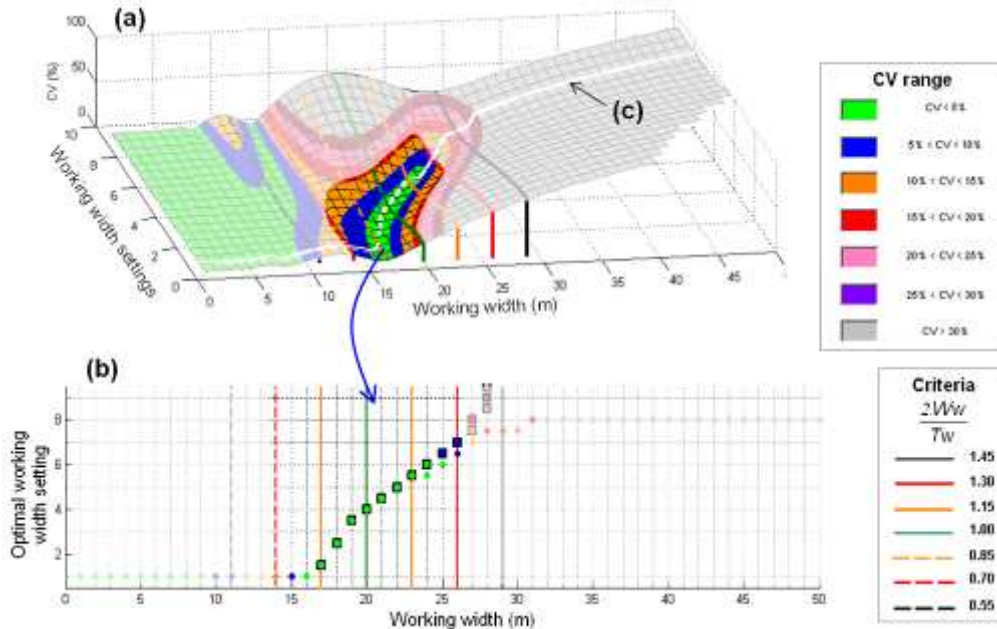 (a)
100
50
0
CV (%)
10
8
6
4
2
0
Working width settings
0
5
10
15
20
25
30
35
40
45
Working width (m)
(c)
CV range
CV < 5%
5% < CV < 10%
10% < CV < 15%
15% < CV < 20%
20% < CV < 25%
25% < CV < 30%
CV > 30%
(b)
8
6
4
2
Optimal working
width setting
0
5
10
15
20
25
30
35
40
45
50
Working width (m)
Criteria
2Ww
Tw
1.45
1.30
1.15
1.00
0.85
0.70
0.55